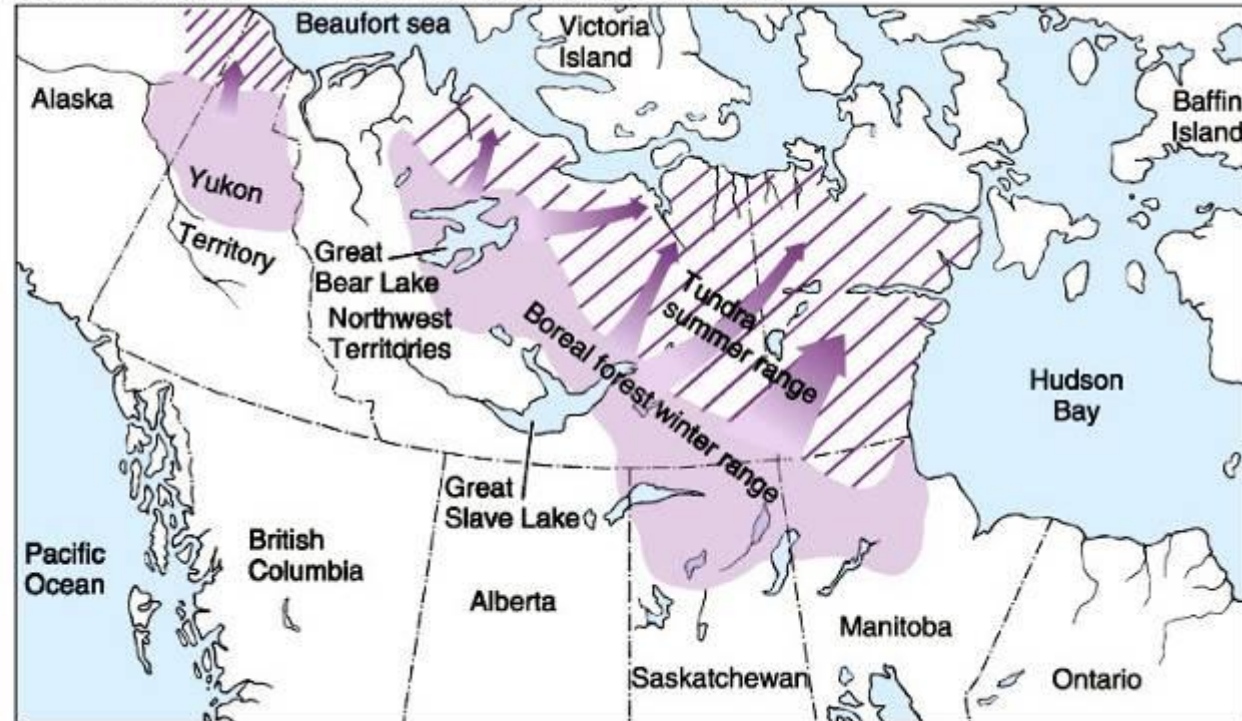 Beaufort sea
Victoria
Island
Alaska
Baffin
Island
Yukon
Territory
Great
Bear Lake
Northwest
Territories
Tundra
summer range
Boreal forest winter range
Hudson
Bay
Great
Slave Lake
Pacific
Ocean
British
Columbia
Alberta
Saskatchewan
Manitoba
Ontario